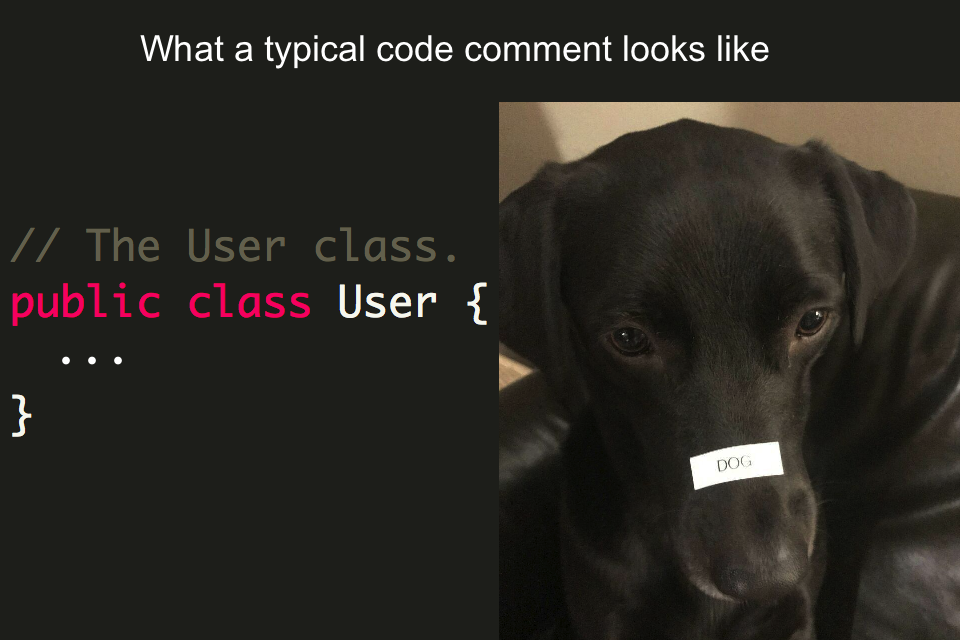 What a typical code comment looks like
// The User class.
public class User {
...
}
DOG